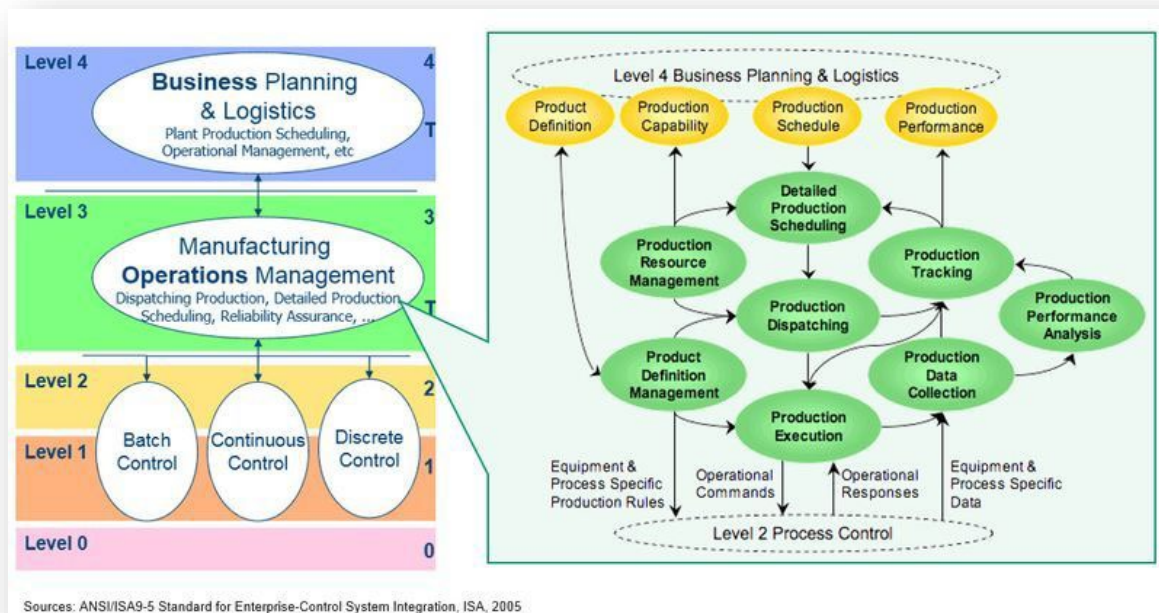 Level 4
4
Business Planning
& Logistics
Plant Production Scheduling,
Operational Management, etc
T
Level 3
3
Manufacturing
Operations Management
Dispatching Production, Detailed Production
Scheduling, Reliability Assurance, ...
T
Level 2
2
Batch
Control
Continuous
Control
Discrete
Control
Level 1
1
Level 0
0
Level 4 Business Planning & Logistics
Product
Definition
Production
Capability
Production
Schedule
Production
Performance
Detailed
Production
Scheduling
Production
Resource
Management
Production
Tracking
Production
Dispatching
Production
Performance
Analysis
Product
Definition
Management
Production
Data
Collection
Production
Execution
Equipment &
Process Specific
Production Rules
Operational
Commands
Operational
Responses
Equipment &
Process Specific
Data
Level 2 Process Control
Sources: ANSI/ISA9-5 Standard for Enterprise-Control System Integration, ISA, 2005